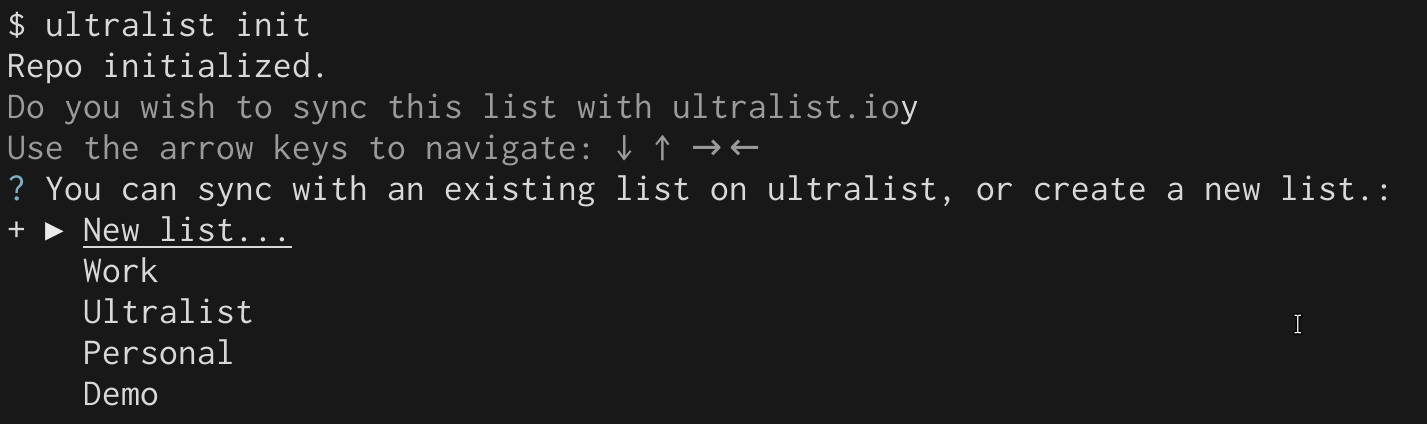 $ ultralist init
Repo initialized.
Do you wish to sync this list with ultralist.ioy
Use the arrow keys to navigate: ↓ ↑ → ←
? You can sync with an existing list on ultralist, or create a new list.:
+ ▸ New list...
Work
Ultralist
Personal
Demo